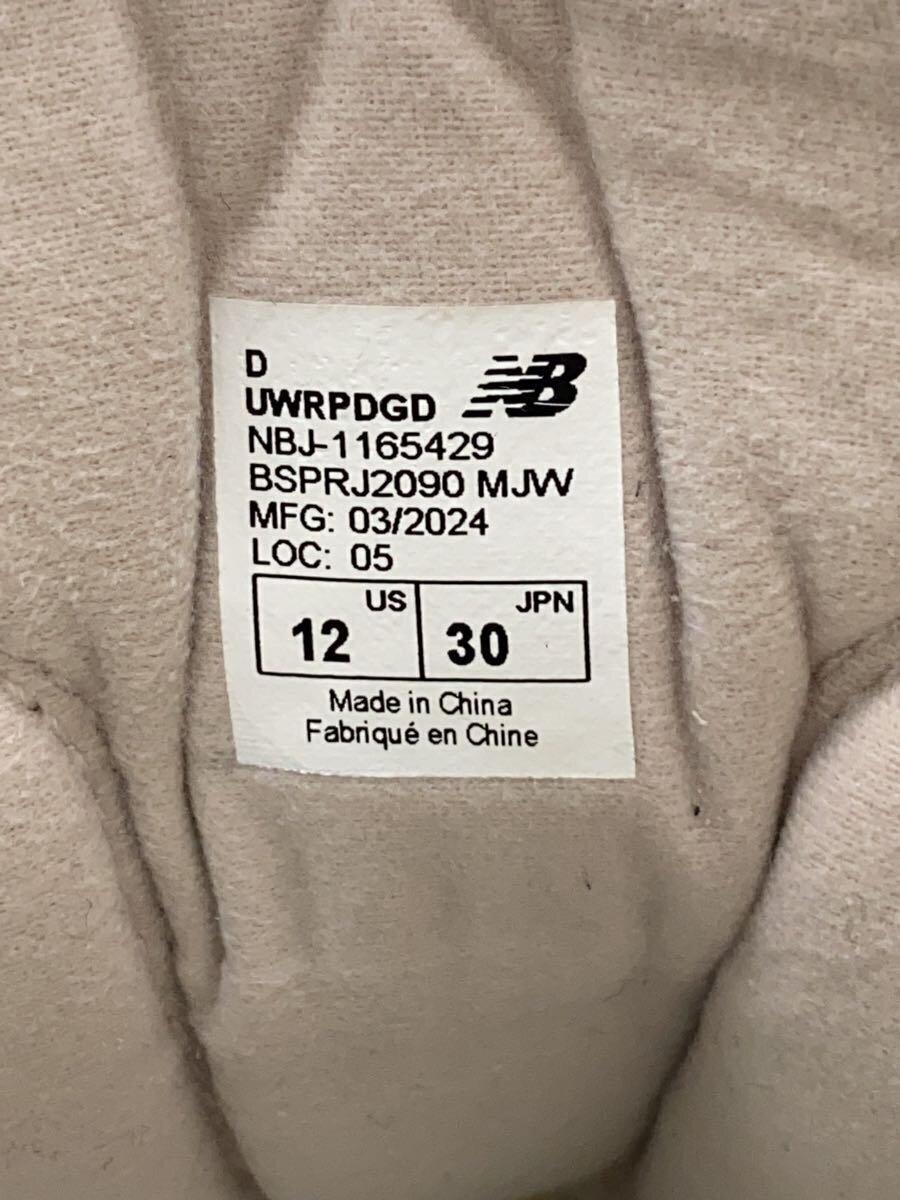 D
UWRPDGD NB
NBJ-1165429
BSPRJ2090 MJW
MFG: 03/2024
LOC: 05
US JPN
12 30
Made in China
Fabriqué en Chine